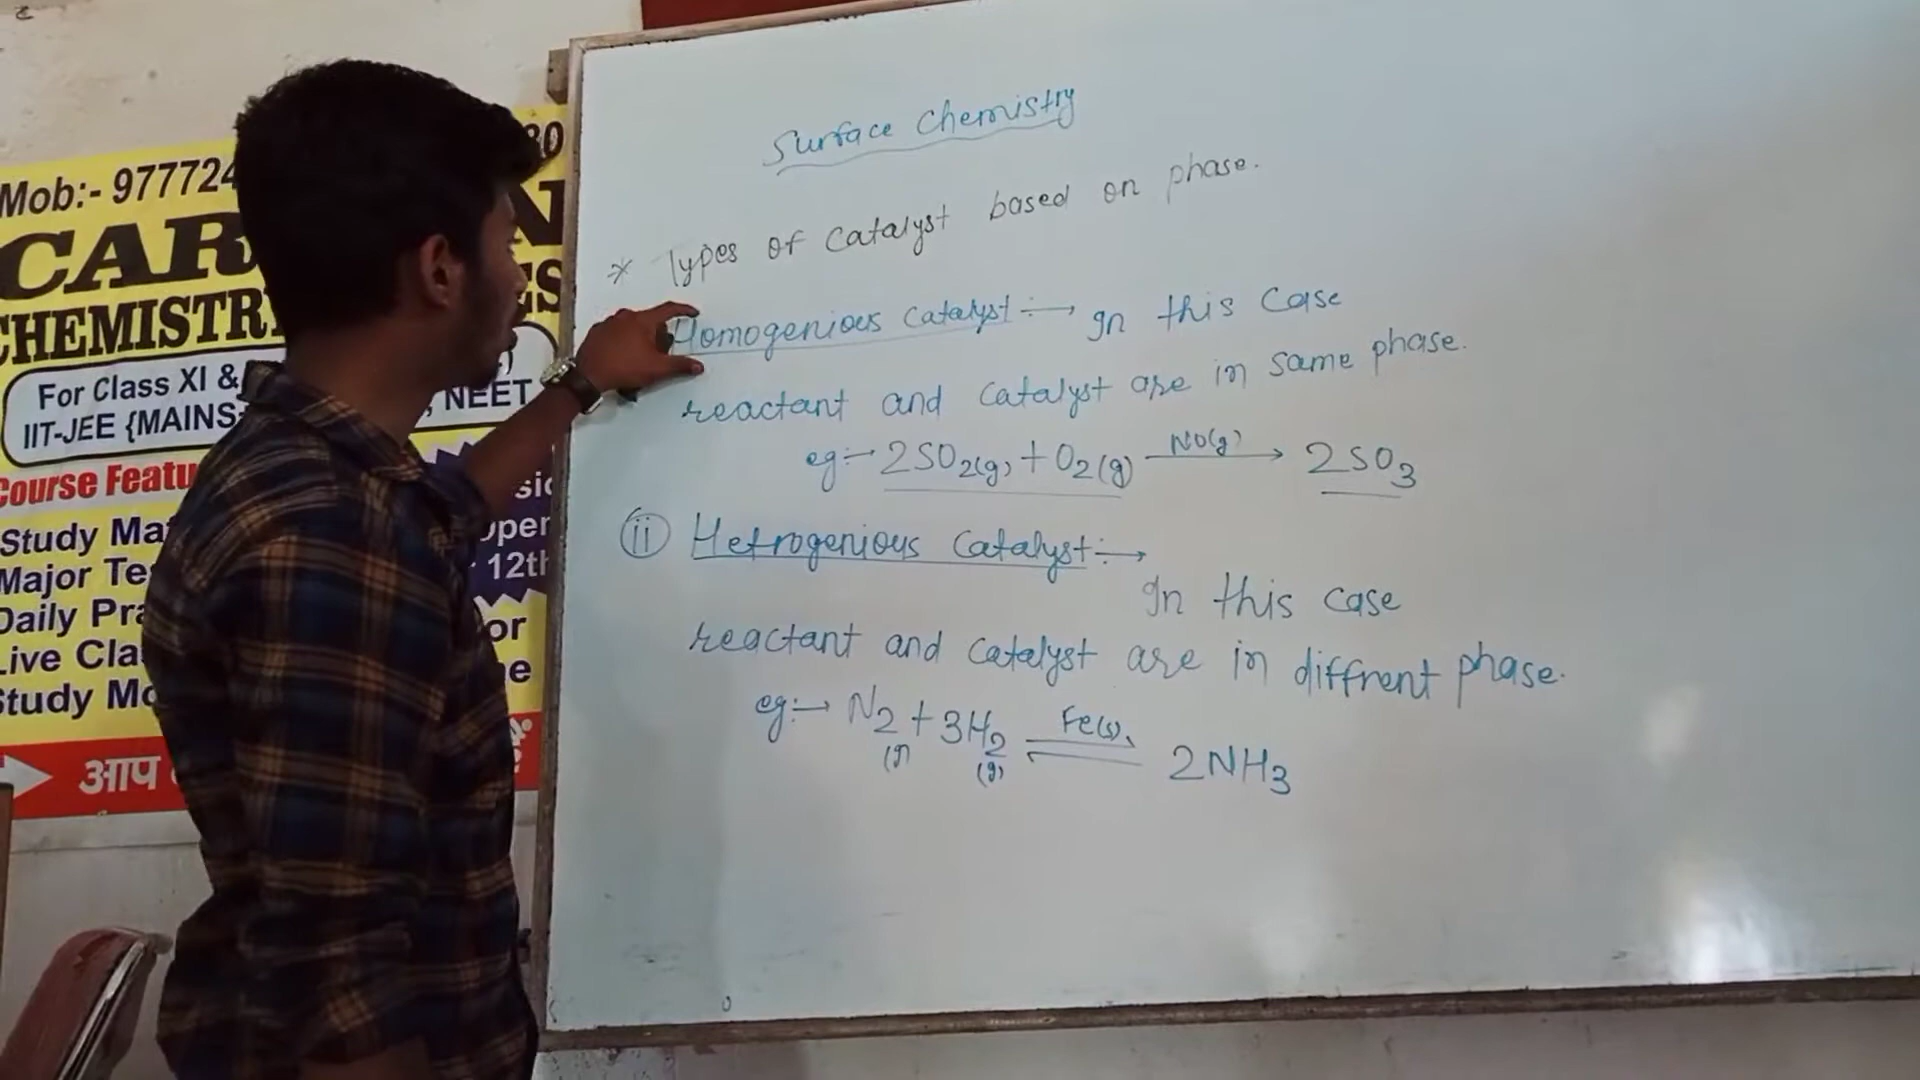 Surface Chemistry
* Types of Catalyst based on phase.
Homogenious Catalyst :→ In this Case
reactant and Catalyst are in same phase.
eg:→ 2SO2(g) + O2(g) NO(g)→ 2SO3
(ii) Hetrogenious Catalyst :→
In this Case
reactant and Catalyst are in diffrent phase.
eg:→ N2(g) + 3H2(g) Fe(s)⇌ 2NH3
Mob:- 97772
CAR
CHEMISTR
For Class XI &
IIT-JEE {MAINS
, NEET
Course Featu
Study Ma
Major Te
Daily Pra
Live Cla
Study Mo
12th
or
आप